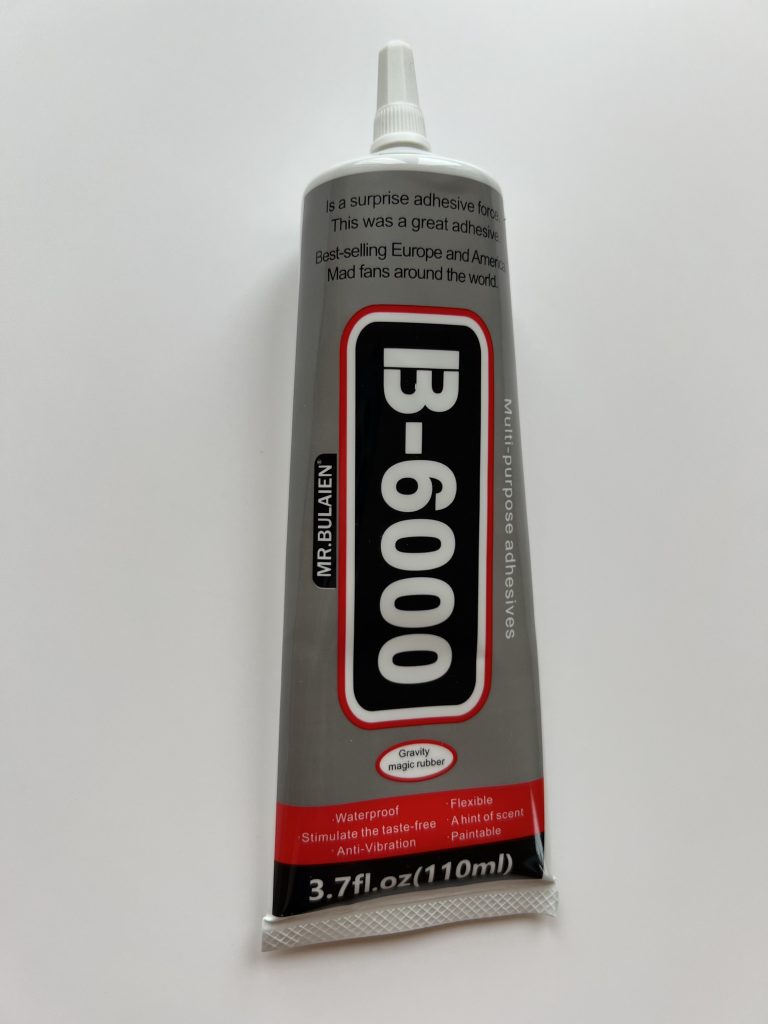 Is a surprise adhesive force.
This was a great adhesive
Best-selling Europe and America
Mad fans around the world.
B-6000
MR.BULAIEN®
Multi-purpose adhesives
Gravity
magic rubber
·Waterproof
·Stimulate the taste-free
·Anti-Vibration
·Flexible
·A hint of scent
·Paintable
3.7fl.oz(110ml)